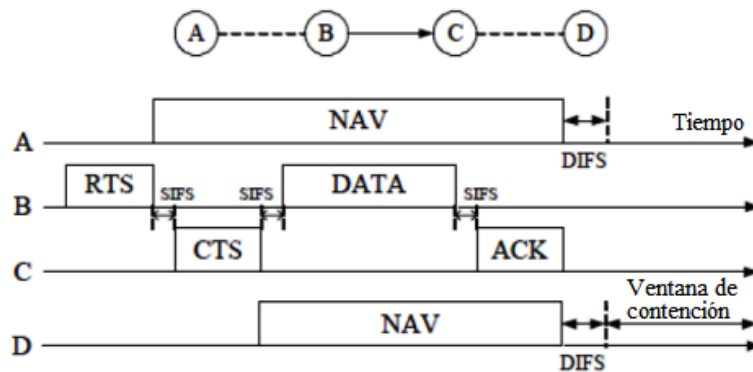 A B C D
NAV
A
Tiempo
DIFS
RTS SIFS SIFS DATA SIFS
B
CTS ACK
C
Ventana de
contención
NAV
D
DIFS